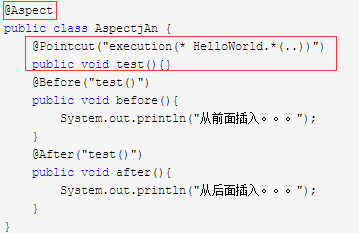 @Aspect
public class AspectjAn {
@Pointcut("execution(* HelloWorld.*(..))")
public void test(){}
@Before("test()")
public void before(){
System.out.println("从前面插入。。。");
}
@After("test()")
public void after(){
System.out.println("从后面插入。。。");
}
}